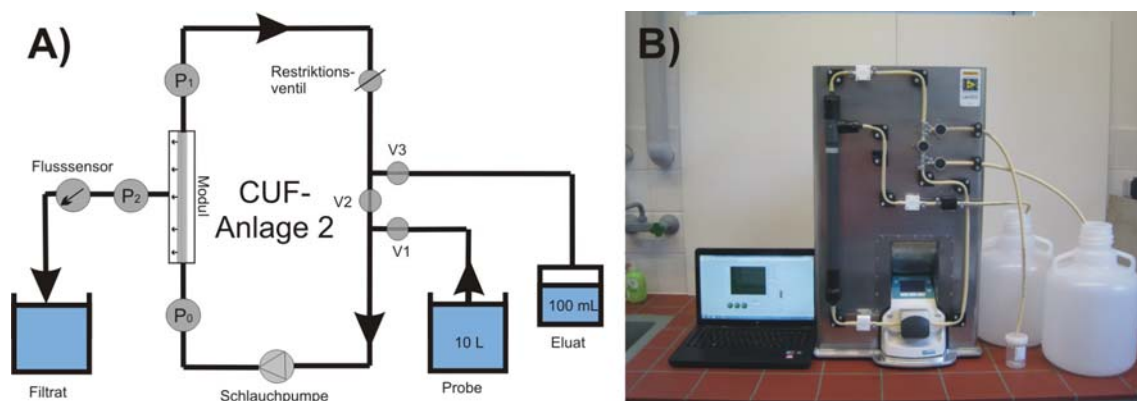 A)
B)
P₁
Restriktions-
ventil
Flusssensor
V3
P₂
Modul
CUF-
Anlage 2
V2
V1
P₀
10 L
100 mL
Eluat
Filtrat
Schlauchpumpe
Probe